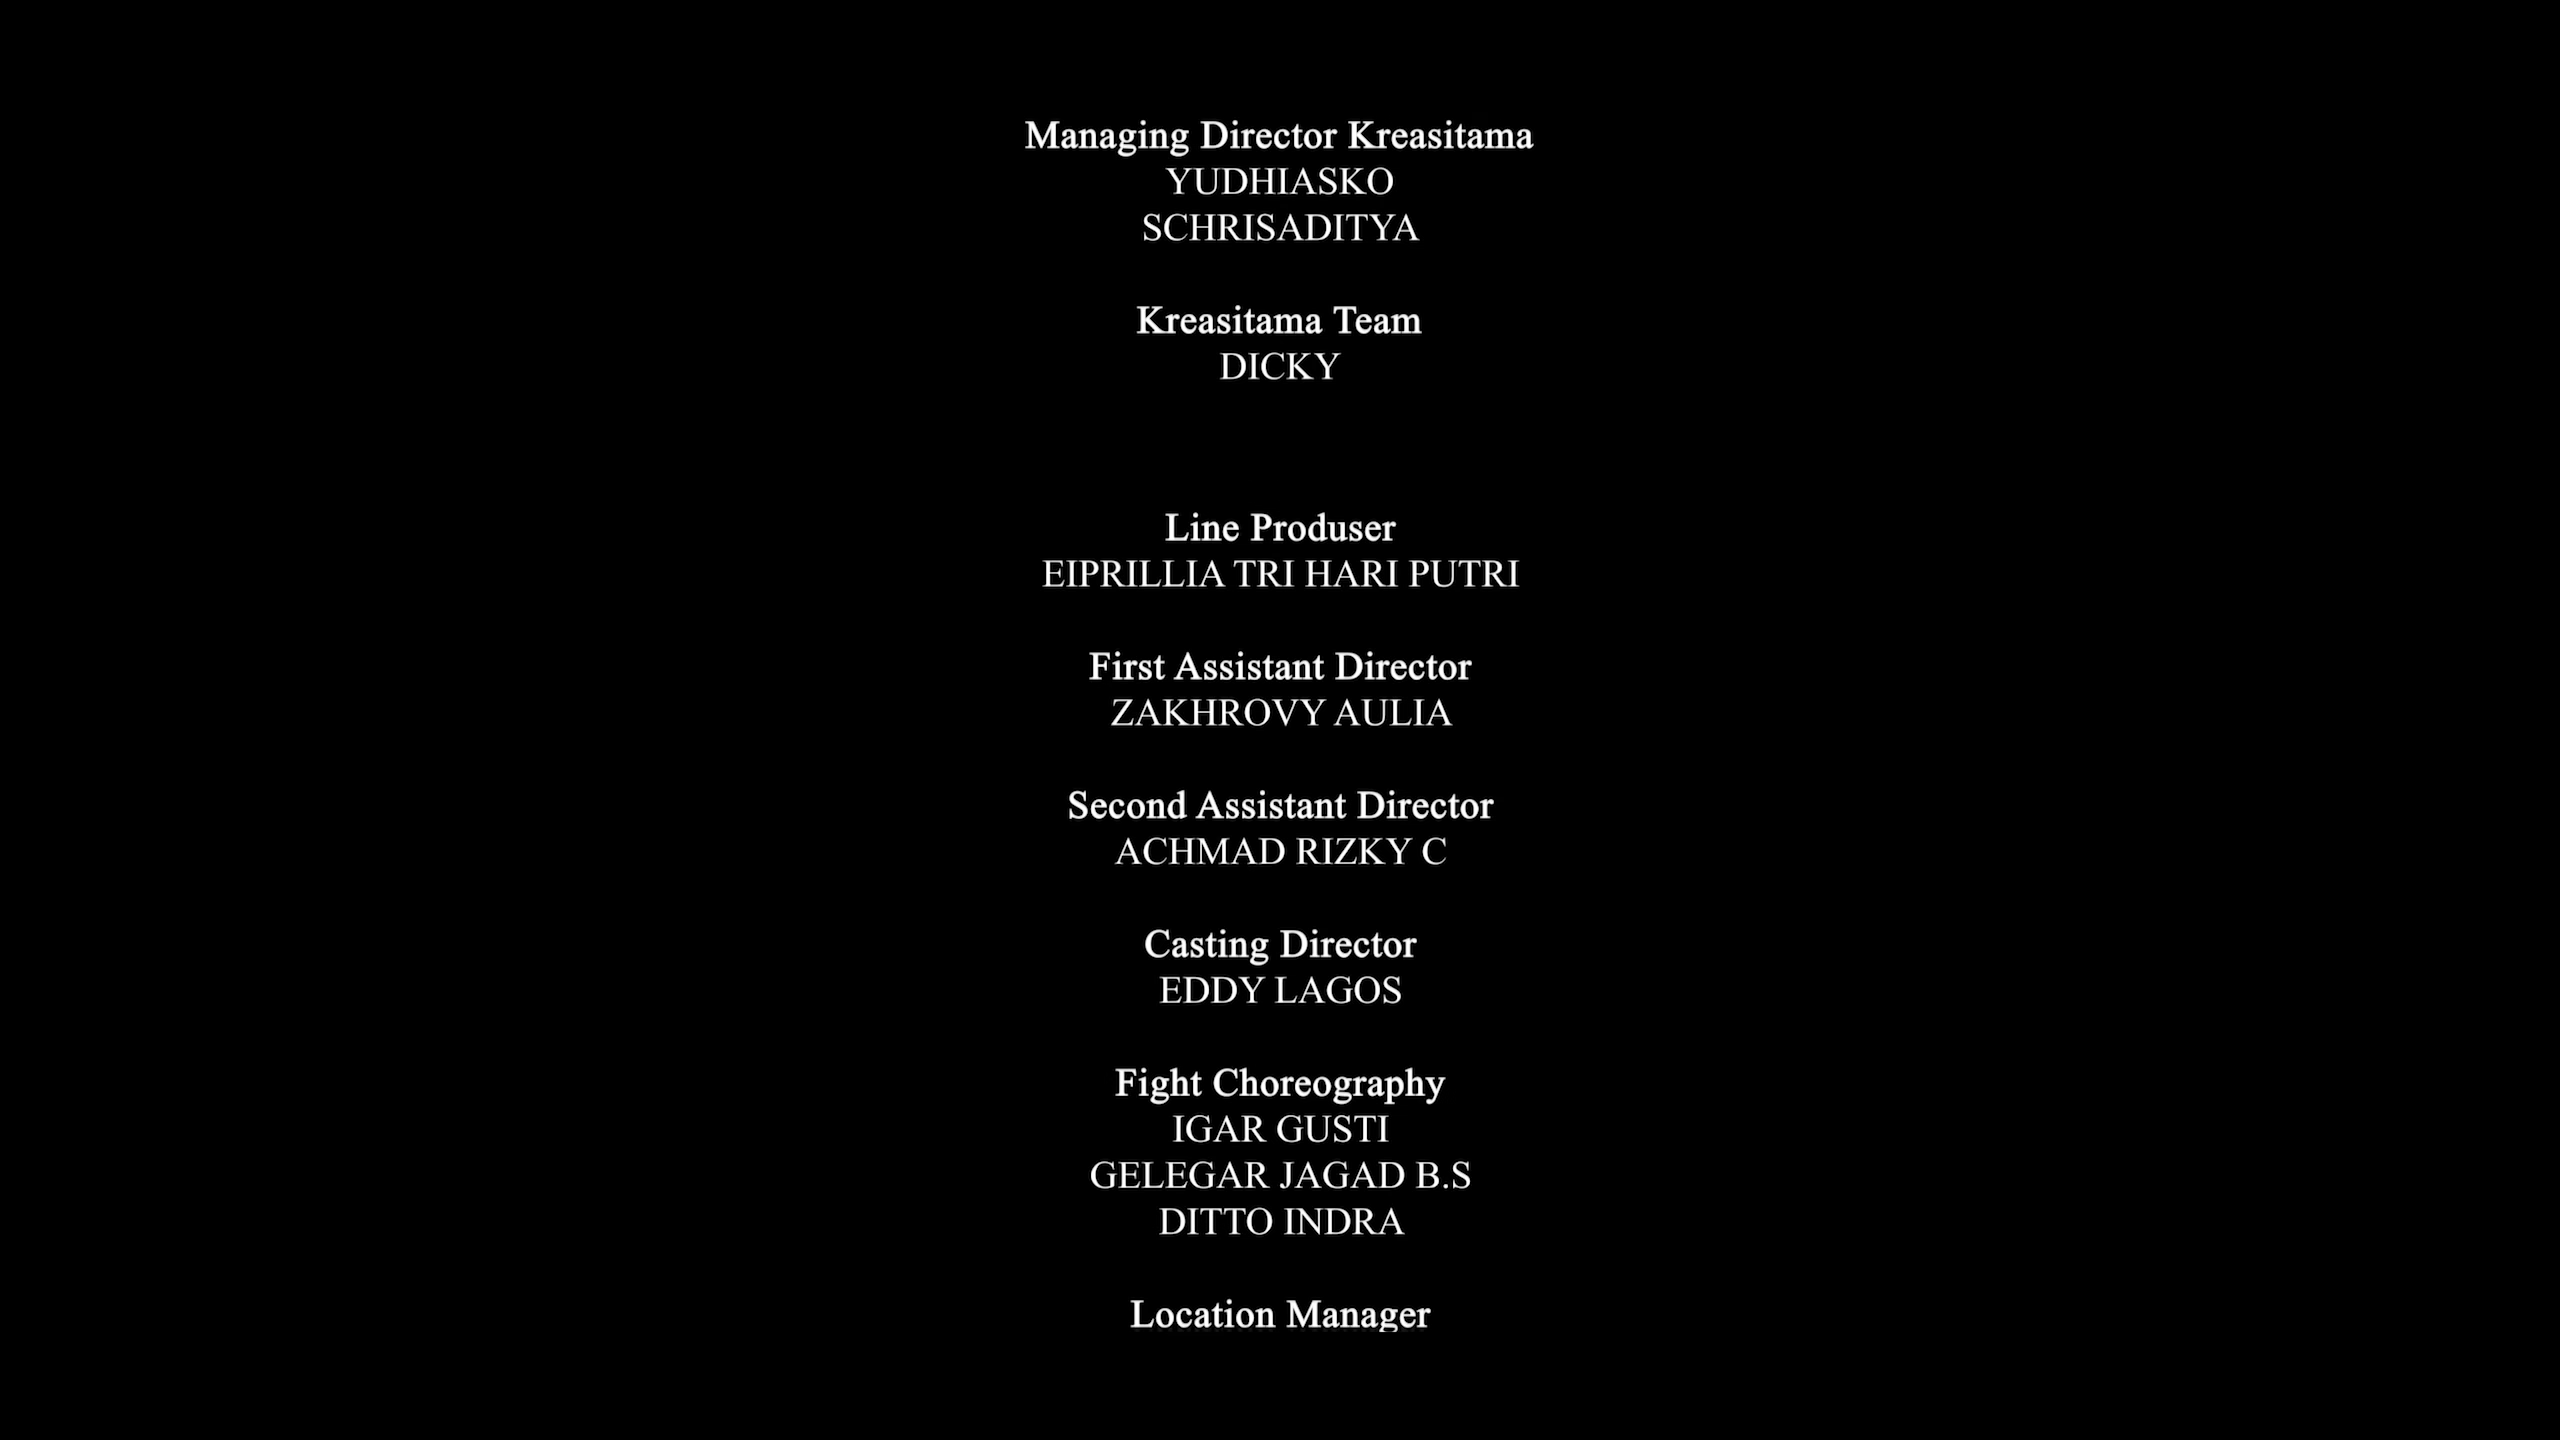 Managing Director Kreasitama
YUDHIASKO
SCHRISADITYA
Kreasitama Team
DICKY
Line Produser
EIPRILLIA TRI HARI PUTRI
First Assistant Director
ZAKHROVY AULIA
Second Assistant Director
ACHMAD RIZKY C
Casting Director
EDDY LAGOS
Fight Choreography
IGAR GUSTI
GELEGAR JAGAD B.S
DITTO INDRA
Location Manager